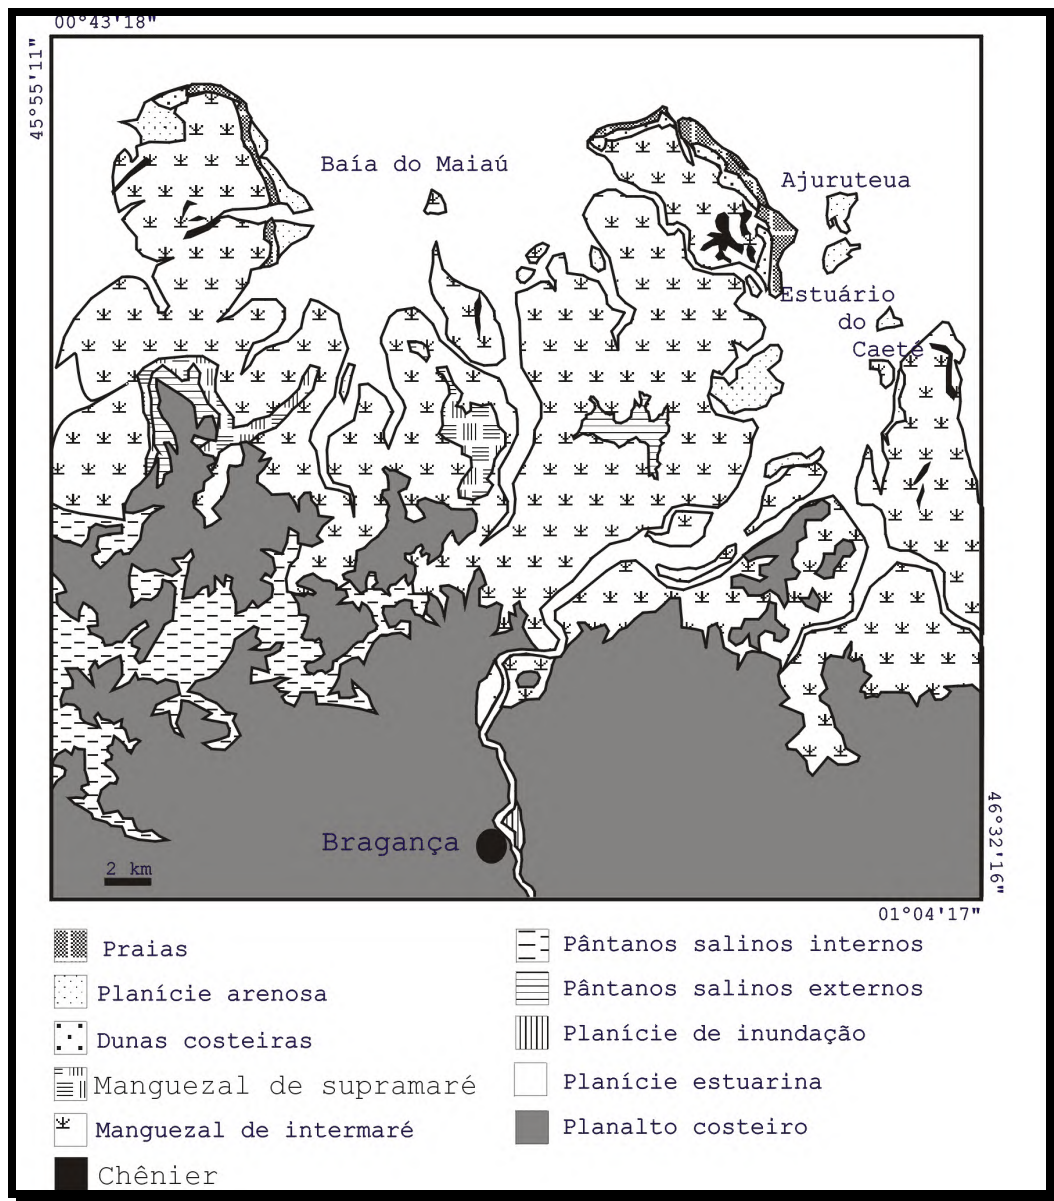 00°43'18"
45°55'11"
Baía do Maiaú
Ajuruteua
Estuário
do
Caeté
Bragança
2 km
46°32'16"
01°04'17"
Praias
Planície arenosa
Dunas costeiras
Manguezal de supramaré
Manguezal de intermaré
Chênier
Pântanos salinos internos
Pântanos salinos externos
Planície de inundação
Planície estuarina
Planalto costeiro